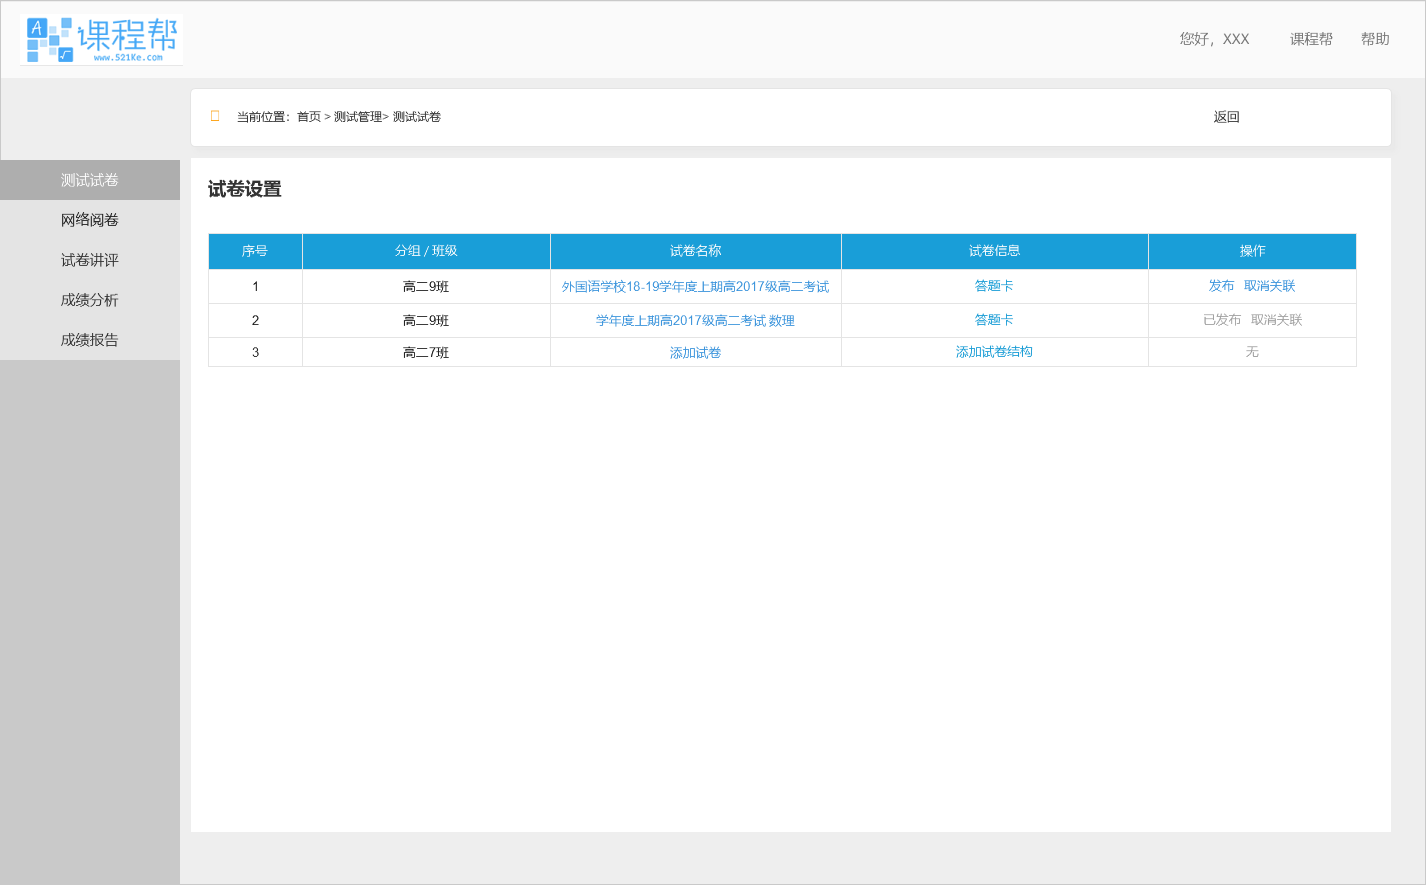 A 课程帮
√ www.521Ke.com
您好，XXX 课程帮 帮助
当前位置：首页 > 测试管理> 测试试卷 返回
测试试卷
网络阅卷
试卷讲评
成绩分析
成绩报告
试卷设置
序号 分组 / 班级 试卷名称 试卷信息 操作
1 高二9班 外国语学校18-19学年度上期高2017级高二考试 答题卡 发布 取消关联
2 高二9班 学年度上期高2017级高二考试 数理 答题卡 已发布 取消关联
3 高二7班 添加试卷 添加试卷结构 无